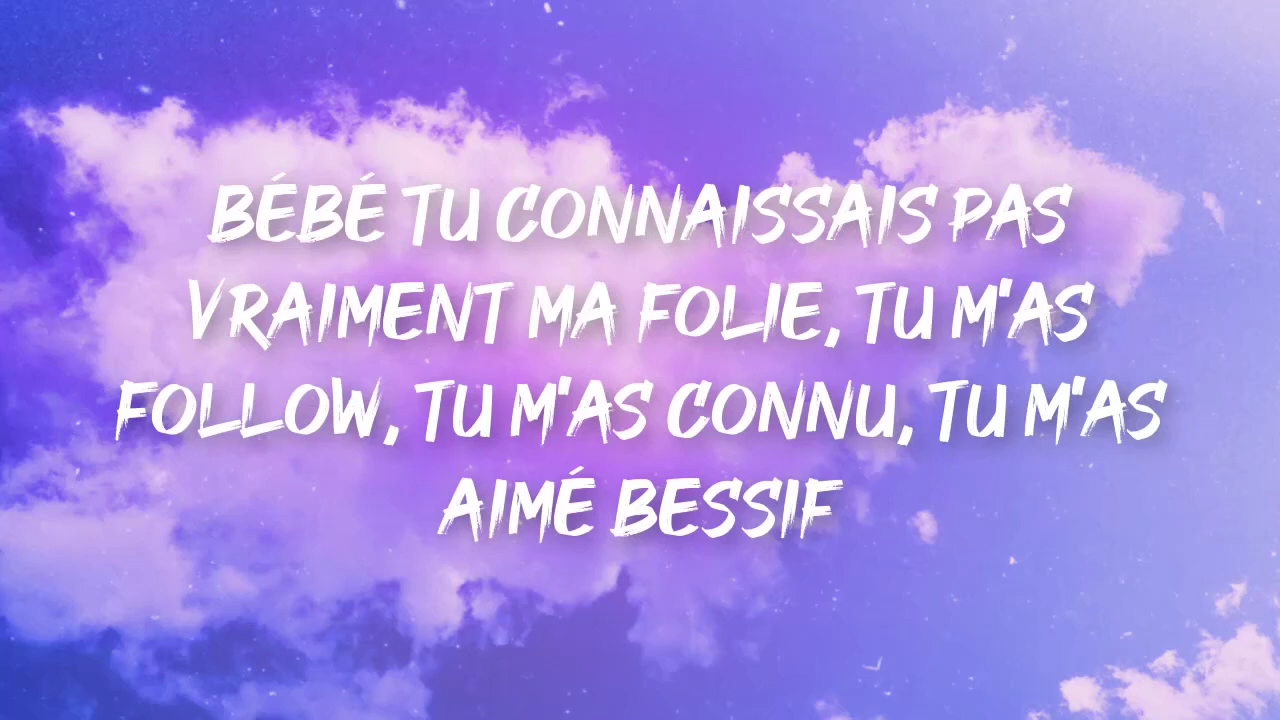 BÉBÉ TU CONNAISSAIS PAS
VRAIMENT MA FOLIE, TU M'AS
FOLLOW, TU M'AS CONNU, TU M'AS
AIMÉ BESSIF